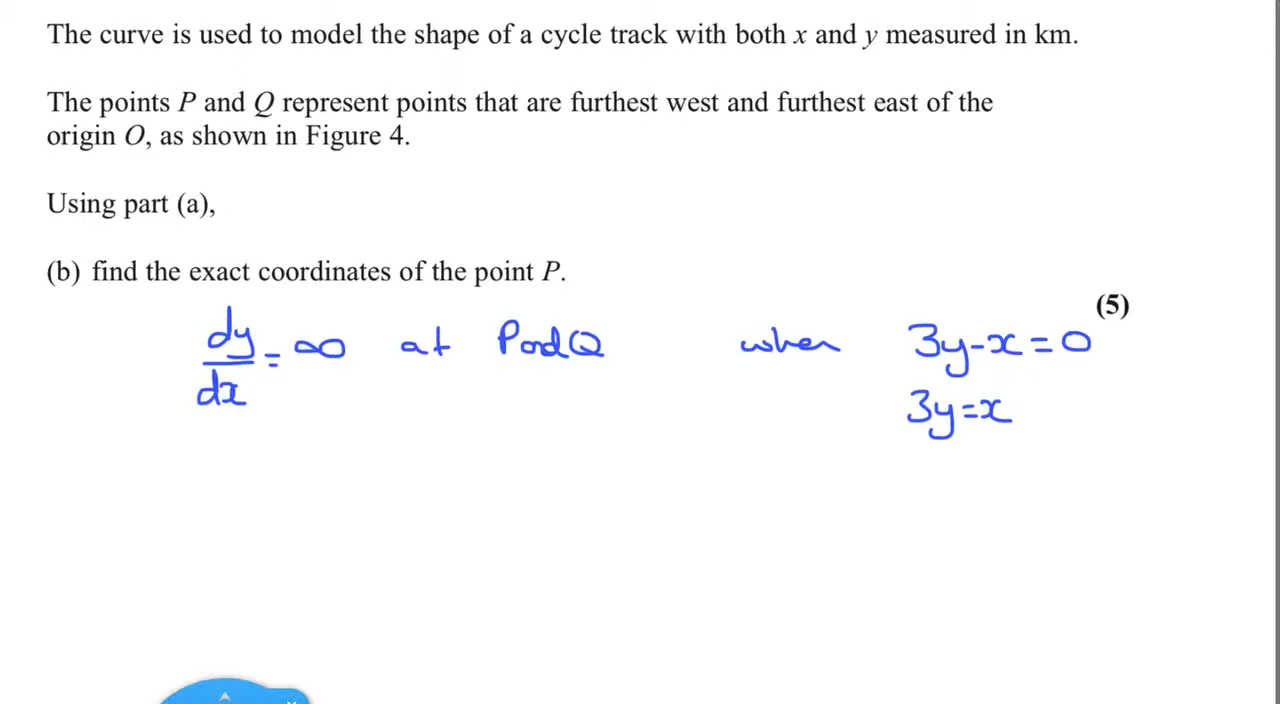 The curve is used to model the shape of a cycle track with both x and y measured in km.
The points P and Q represent points that are furthest west and furthest east of the
origin O, as shown in Figure 4.
Using part (a),
(b) find the exact coordinates of the point P.
(5)
dy/dx = ∞ at P and Q when 3y-x=0
3y=x